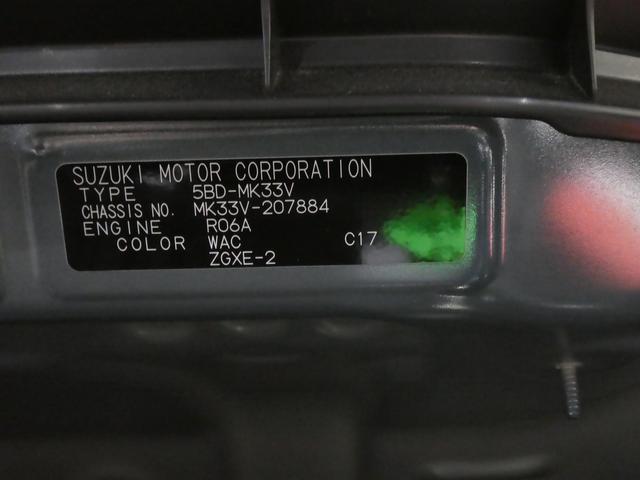 SUZUKI MOTOR CORPORATION
TYPE 5BD-MK33V
CHASSIS NO. MK33V-207884
ENGINE R06A
COLOR WAC C17
ZGXE-2